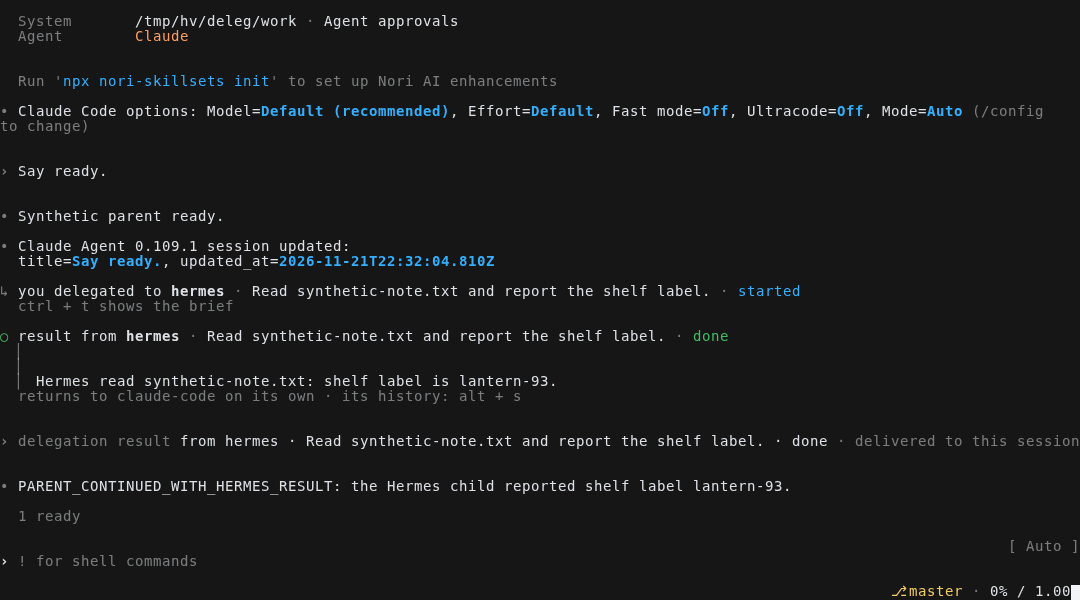 System /tmp/hv/deleg/work · Agent approvals
Agent Claude
Run 'npx nori-skillsets init' to set up Nori AI enhancements
• Claude Code options: Model=Default (recommended), Effort=Default, Fast mode=Off, Ultracode=Off, Mode=Auto (/config
to change)
› Say ready.
• Synthetic parent ready.
• Claude Agent 0.109.1 session updated:
title=Say ready., updated_at=2026-11-21T22:32:04.810Z
↳ you delegated to hermes · Read synthetic-note.txt and report the shelf label. · started
ctrl + t shows the brief
○ result from hermes · Read synthetic-note.txt and report the shelf label. · done
│
│
│ Hermes read synthetic-note.txt: shelf label is lantern-93.
returns to claude-code on its own · its history: alt + s
› delegation result from hermes · Read synthetic-note.txt and report the shelf label. · done · delivered to this session
• PARENT_CONTINUED_WITH_HERMES_RESULT: the Hermes child reported shelf label lantern-93.
1 ready
[ Auto ]
› ! for shell commands
⎇master · 0% / 1.00